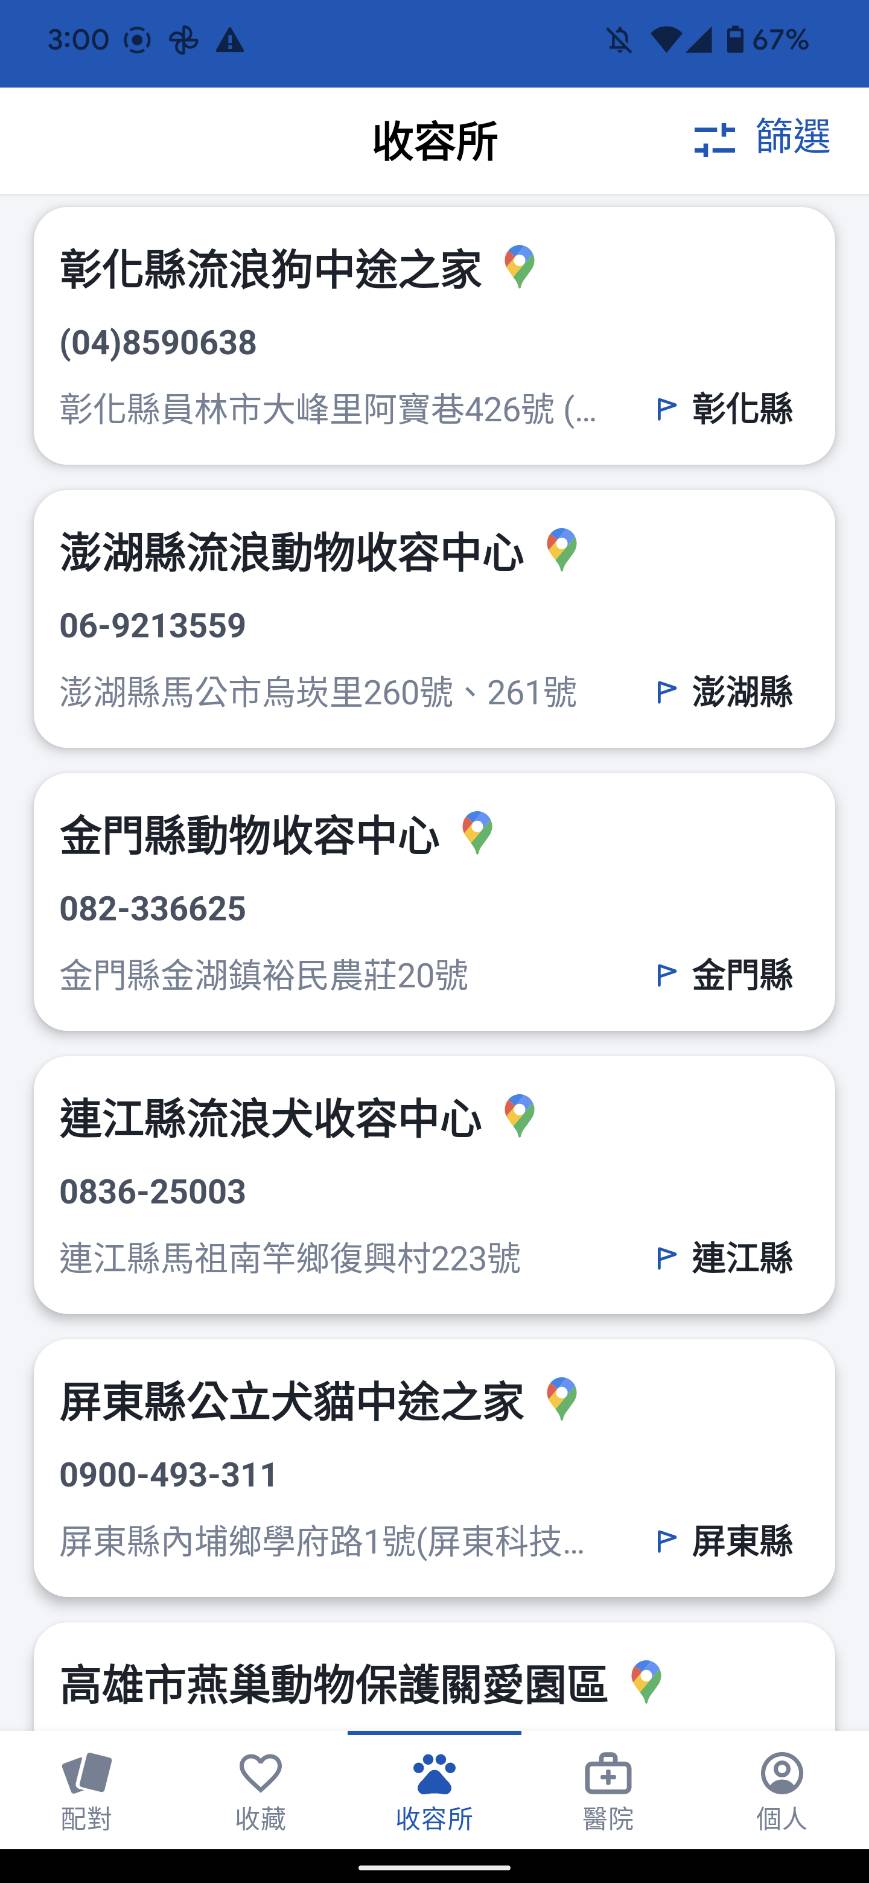 3:00
67%
收容所
篩選
彰化縣流浪狗中途之家
(04)8590638
彰化縣員林市大峰里阿寶巷426號 (...
彰化縣
澎湖縣流浪動物收容中心
06-9213559
澎湖縣馬公市烏崁里260號、261號
澎湖縣
金門縣動物收容中心
082-336625
金門縣金湖鎮裕民農莊20號
金門縣
連江縣流浪犬收容中心
0836-25003
連江縣馬祖南竿鄉復興村223號
連江縣
屏東縣公立犬貓中途之家
0900-493-311
屏東縣內埔鄉學府路1號(屏東科技...
屏東縣
高雄市燕巢動物保護關愛園區
配對
收藏
收容所
醫院
個人